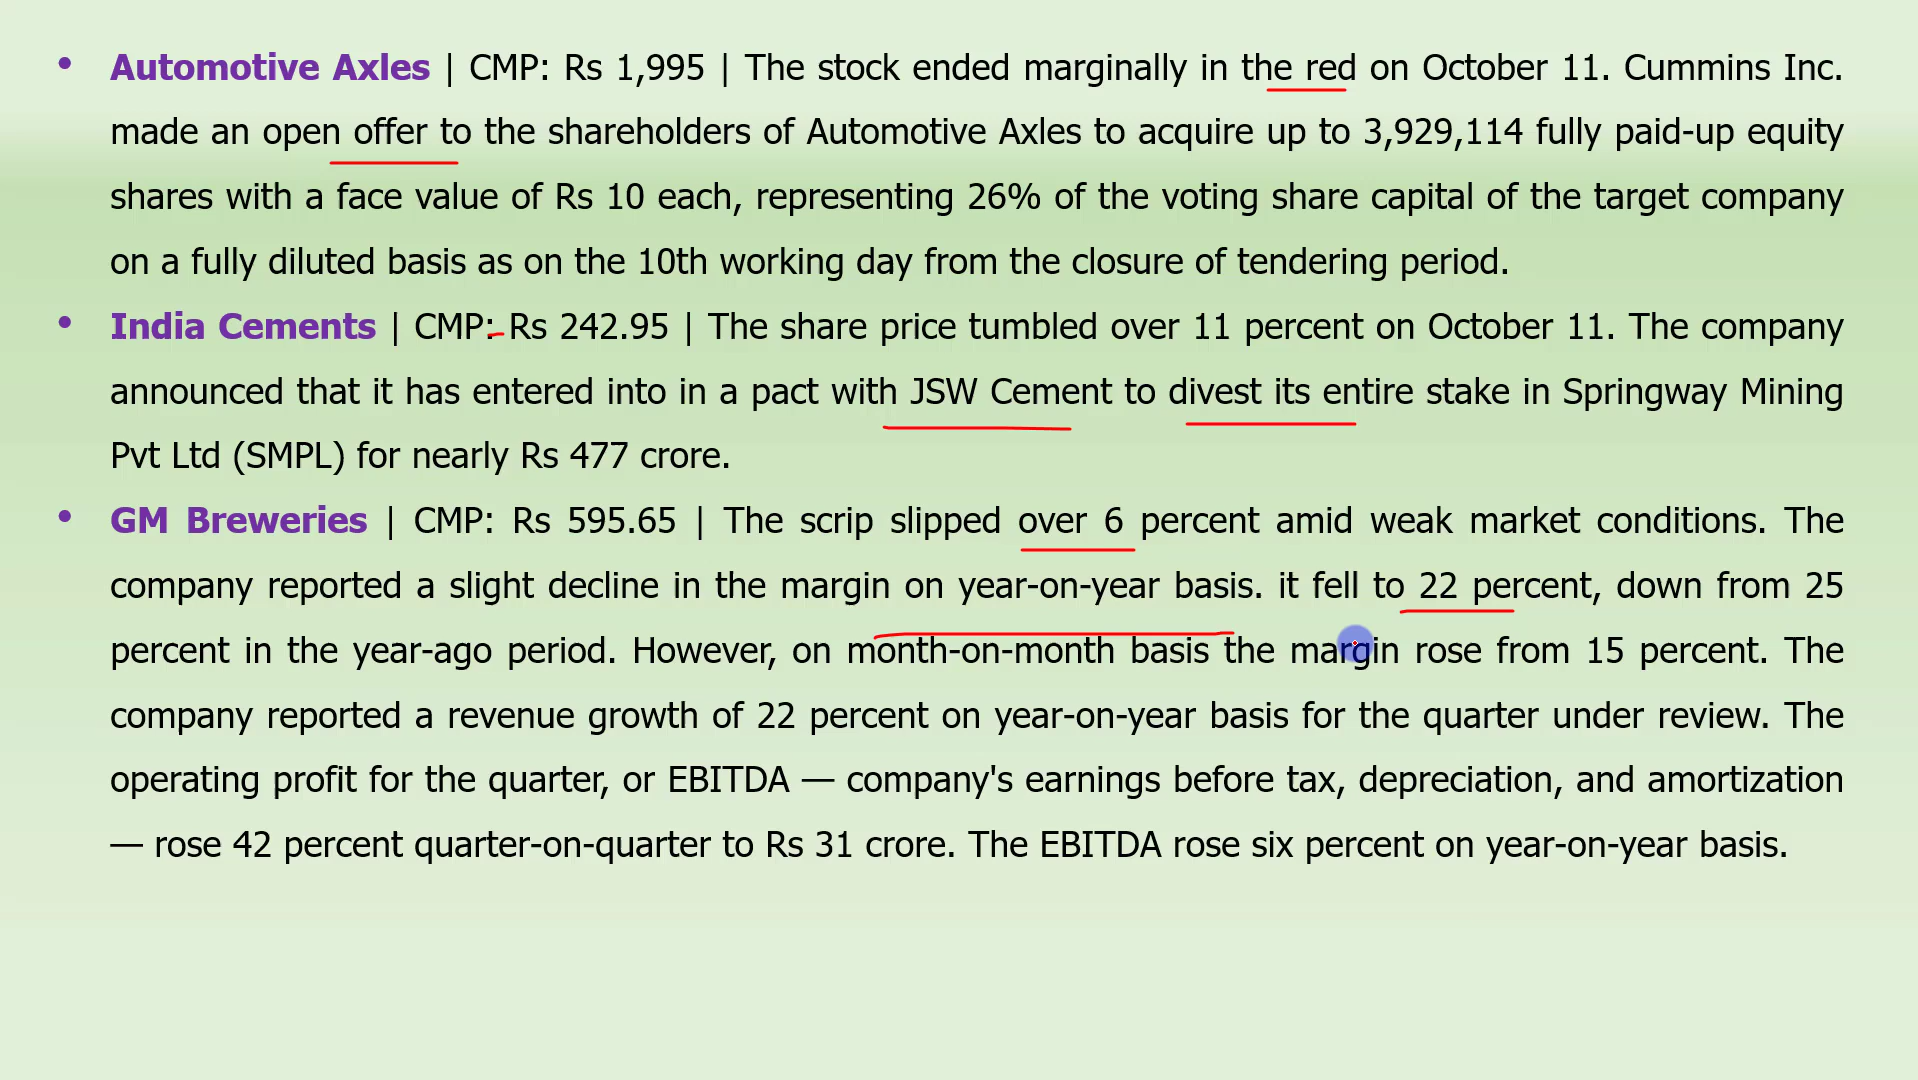 • Automotive Axles | CMP: Rs 1,995 | The stock ended marginally in the red on October 11. Cummins Inc.
made an open offer to the shareholders of Automotive Axles to acquire up to 3,929,114 fully paid-up equity
shares with a face value of Rs 10 each, representing 26% of the voting share capital of the target company
on a fully diluted basis as on the 10th working day from the closure of tendering period.
• India Cements | CMP: Rs 242.95 | The share price tumbled over 11 percent on October 11. The company
announced that it has entered into in a pact with JSW Cement to divest its entire stake in Springway Mining
Pvt Ltd (SMPL) for nearly Rs 477 crore.
• GM Breweries | CMP: Rs 595.65 | The scrip slipped over 6 percent amid weak market conditions. The
company reported a slight decline in the margin on year-on-year basis. it fell to 22 percent, down from 25
percent in the year-ago period. However, on month-on-month basis the margin rose from 15 percent. The
company reported a revenue growth of 22 percent on year-on-year basis for the quarter under review. The
operating profit for the quarter, or EBITDA — company's earnings before tax, depreciation, and amortization
— rose 42 percent quarter-on-quarter to Rs 31 crore. The EBITDA rose six percent on year-on-year basis.